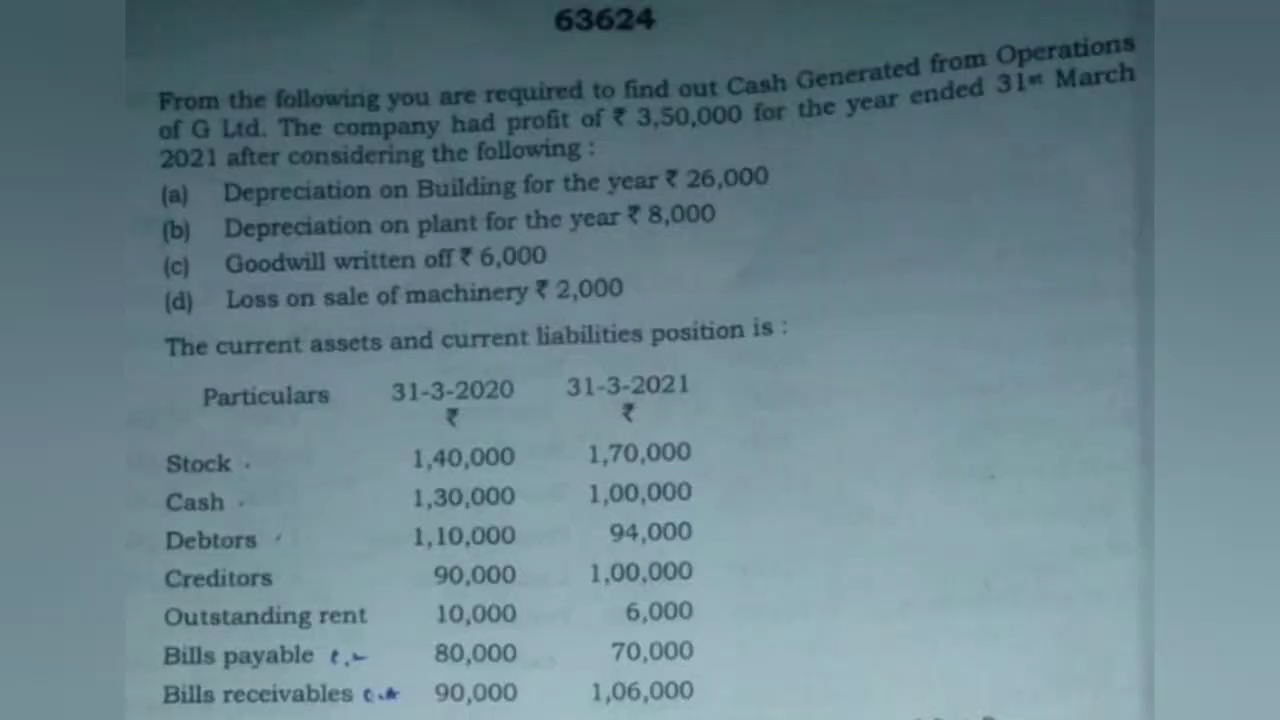 63624
From the following you are required to find out Cash Generated from Operations
of G Ltd. The company had profit of ₹ 3,50,000 for the year ended 31st March
2021 after considering the following :
(a) Depreciation on Building for the year ₹ 26,000
(b) Depreciation on plant for the year ₹ 8,000
(c) Goodwill written off ₹ 6,000
(d) Loss on sale of machinery ₹ 2,000
The current assets and current liabilities position is :
Particulars 31-3-2020 31-3-2021
₹ ₹
Stock 1,40,000 1,70,000
Cash 1,30,000 1,00,000
Debtors 1,10,000 94,000
Creditors 90,000 1,00,000
Outstanding rent 10,000 6,000
Bills payable 80,000 70,000
Bills receivables 90,000 1,06,000